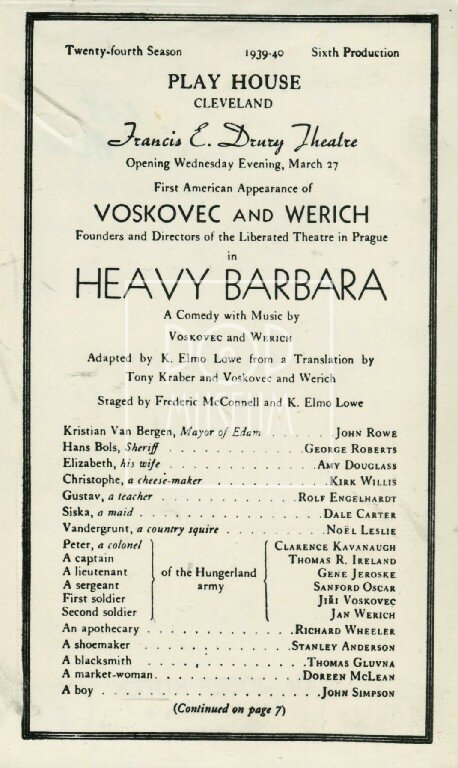 Twenty-fourth Season 1939-40 Sixth Production
PLAY HOUSE
CLEVELAND
Francis E. Drury Theatre
Opening Wednesday Evening, March 27
First American Appearance of
VOSKOVEC AND WERICH
Founders and Directors of the Liberated Theatre in Prague
in
HEAVY BARBARA
A Comedy with Music by
VOSKOVEC AND WERICH
Adapted by K. Elmo Lowe from a Translation by
Tony Kraber and Voskovec and Werich
Staged by Frederic McConnell and K. Elmo Lowe
Kristian Van Bergen, Mayor of Edam . . . . . . . . . JOHN ROWE
Hans Bols, Sheriff . . . . . . . . . . . GEORGE ROBERTS
Elizabeth, his wife . . . . . . . . . . . AMY DOUGLASS
Christophe, a cheese-maker . . . . . . . . . . KIRK WILLIS
Gustav, a teacher . . . . . . . . . . . ROLF ENGELHARDT
Siska, a maid . . . . . . . . . . . . . DALE CARTER
Vandergrunt, a country squire . . . . . . . . . NOËL LESLIE
Peter, a colonel CLARENCE KAVANAUGH
A captain THOMAS R. IRELAND
A lieutenant of the Hungerland GENE JEROSKE
A sergeant army SANFORD OSCAR
First soldier JIŘI VOSKOVEC
Second soldier JAN WERICH
An apothecary . . . . . . . . . . . RICHARD WHEELER
A shoemaker . . . . . . . . . . . STANLEY ANDERSON
A blacksmith . . . . . . . . . . . THOMAS GLUVNA
A market-woman . . . . . . . . . . . DOREEN MCLEAN
A boy . . . . . . . . . . . . . . JOHN SIMPSON
(Continued on page 7)